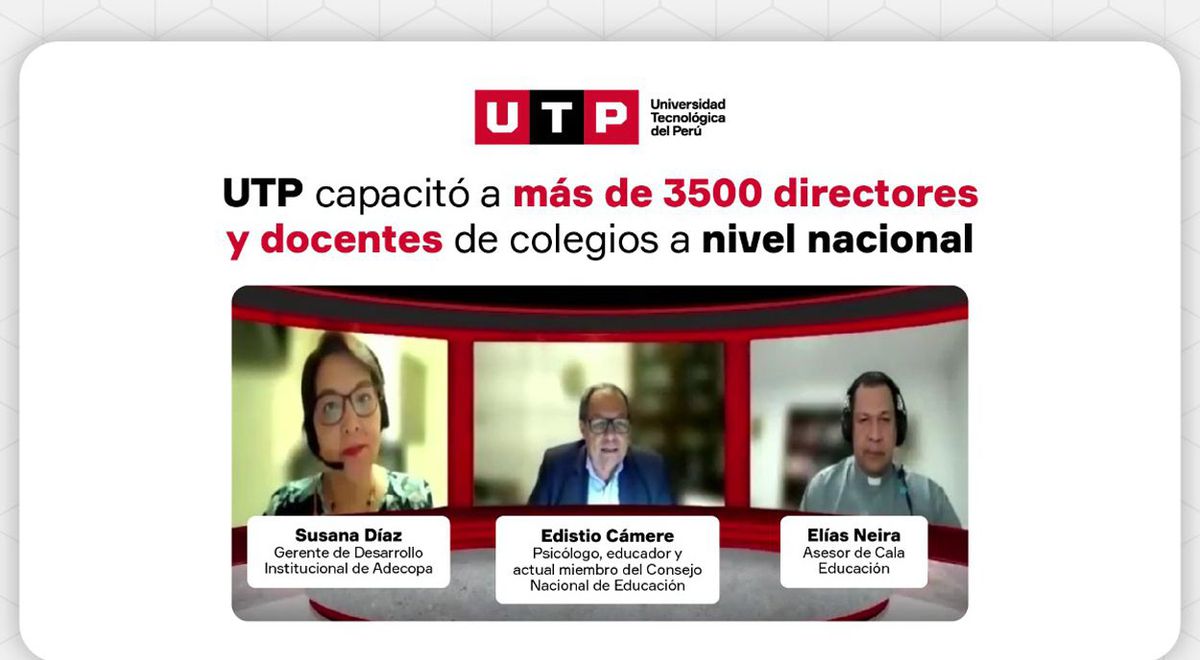 UTP
Universidad
Tecnológica
del Perú
UTP capacitó a más de 3500 directores
y docentes de colegios a nivel nacional
Susana Díaz
Gerente de Desarrollo
Institucional de Adecopa
Edistio Cámere
Psicólogo, educador y
actual miembro del Consejo
Nacional de Educación
Elías Neira
Asesor de Cala
Educación